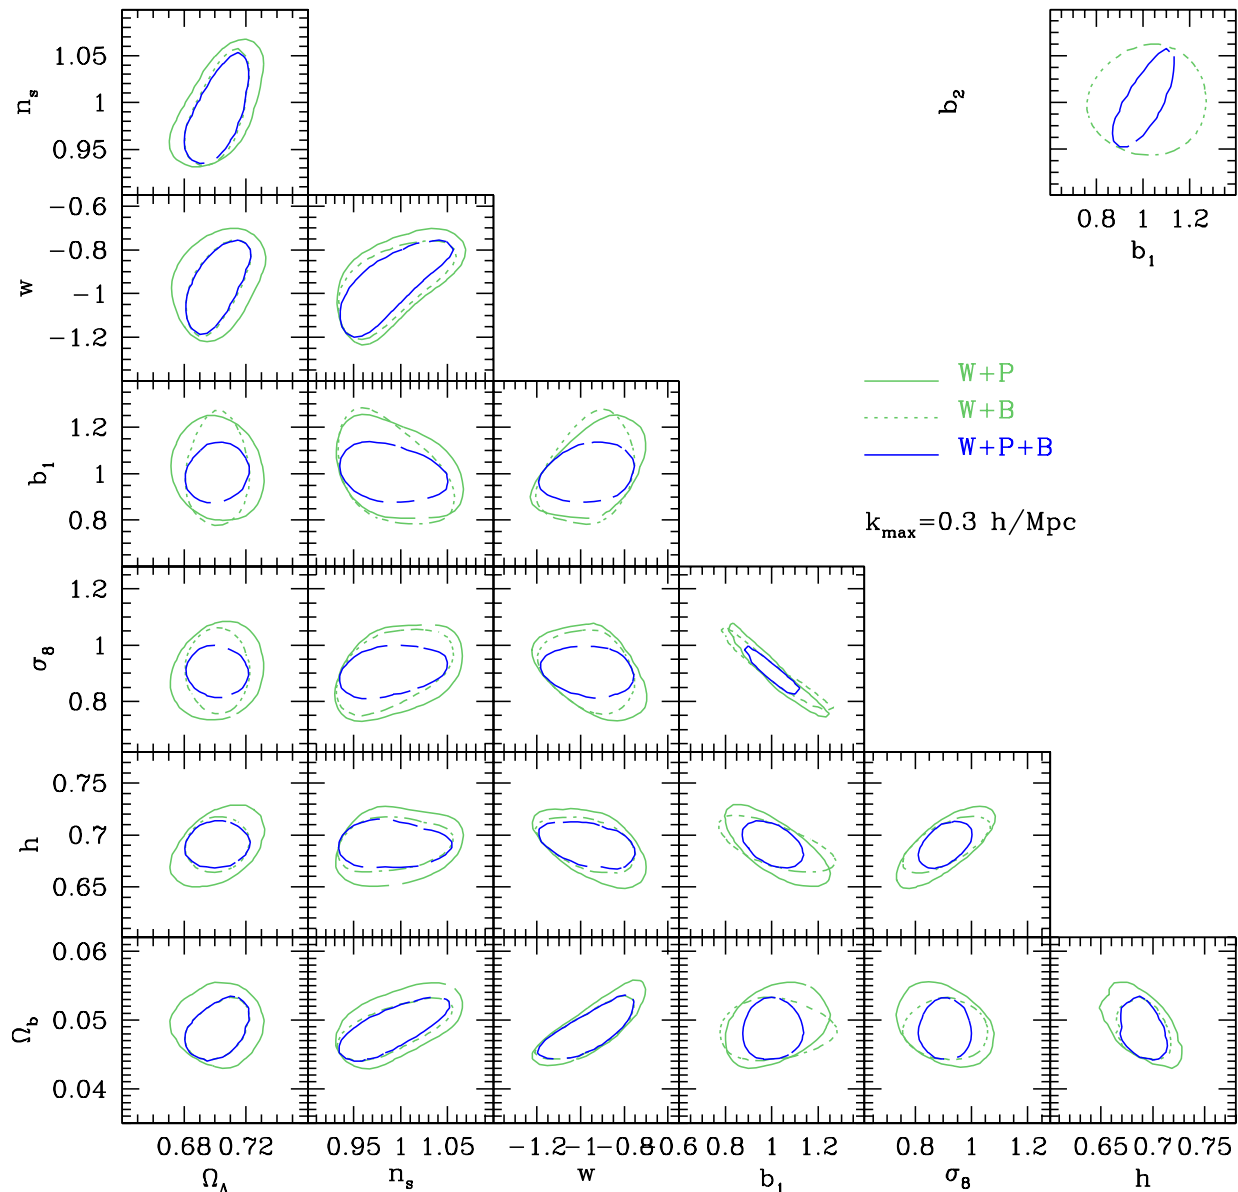 1.05
1
0.95
n_s
b_2
0.8 1 1.2
b_1
−0.6
−0.8
−1
−1.2
w
W+P
W+B
W+P+B
k_max=0.3 h/Mpc
1.2
1
0.8
b_1
1.2
1
0.8
σ_8
0.75
0.7
0.65
h
0.06
0.05
0.04
Ω_b
0.68 0.72 0.95 1 1.05 −1.2 −1 −0.8 −0.6 0.8 1 1.2 0.8 1 1.2 0.65 0.7 0.75
Ω_Λ n_s w b_1 σ_8 h